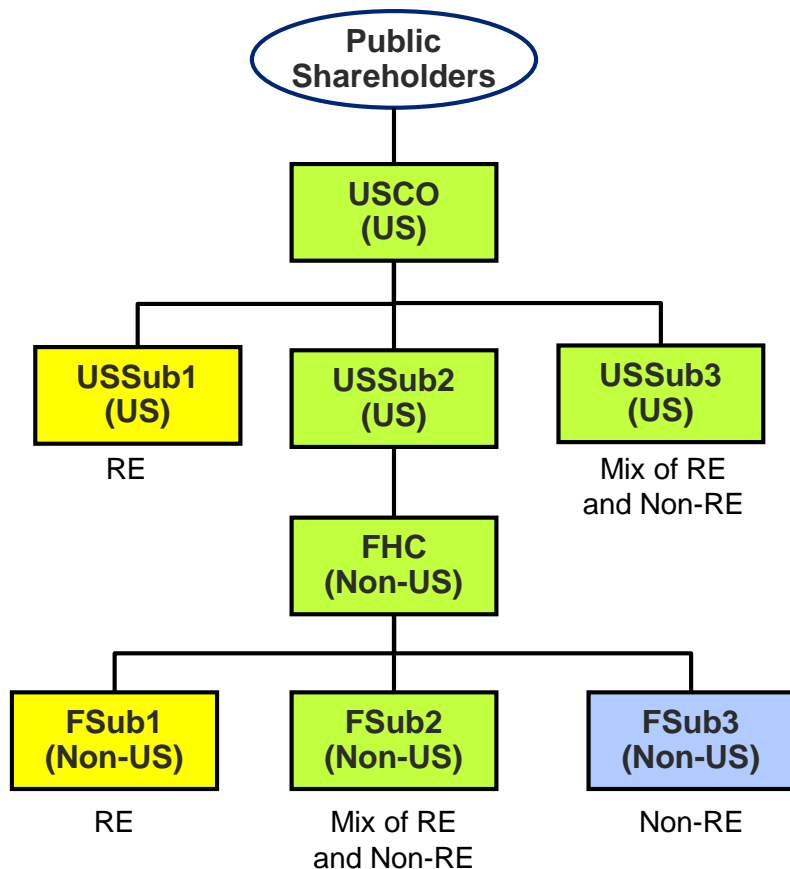 Public
Shareholders
USCO
(US)
USSub1
(US)
USSub2
(US)
USSub3
(US)
RE
Mix of RE
and Non-RE
FHC
(Non-US)
FSub1
(Non-US)
FSub2
(Non-US)
FSub3
(Non-US)
RE
Mix of RE
and Non-RE
Non-RE